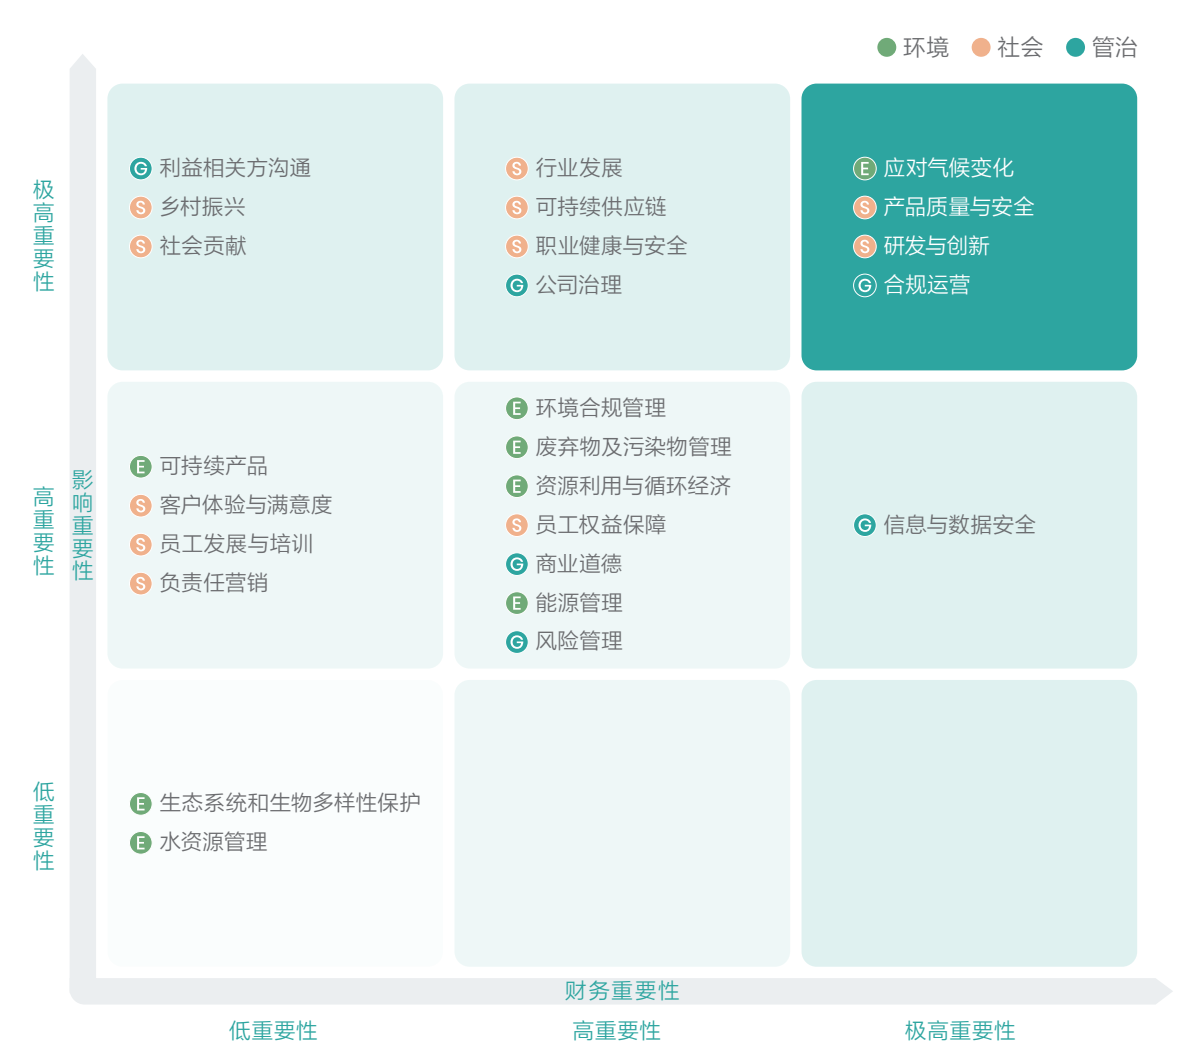 环境 社会 管治
极高重要性
G 利益相关方沟通
S 乡村振兴
S 社会贡献
S 行业发展
S 可持续供应链
S 职业健康与安全
G 公司治理
E 应对气候变化
S 产品质量与安全
S 研发与创新
G 合规运营
影响重要性
高重要性
E 可持续产品
S 客户体验与满意度
S 员工发展与培训
S 负责任营销
E 环境合规管理
E 废弃物及污染物管理
E 资源利用与循环经济
S 员工权益保障
G 商业道德
E 能源管理
G 风险管理
G 信息与数据安全
低重要性
E 生态系统和生物多样性保护
E 水资源管理
财务重要性
低重要性 高重要性 极高重要性